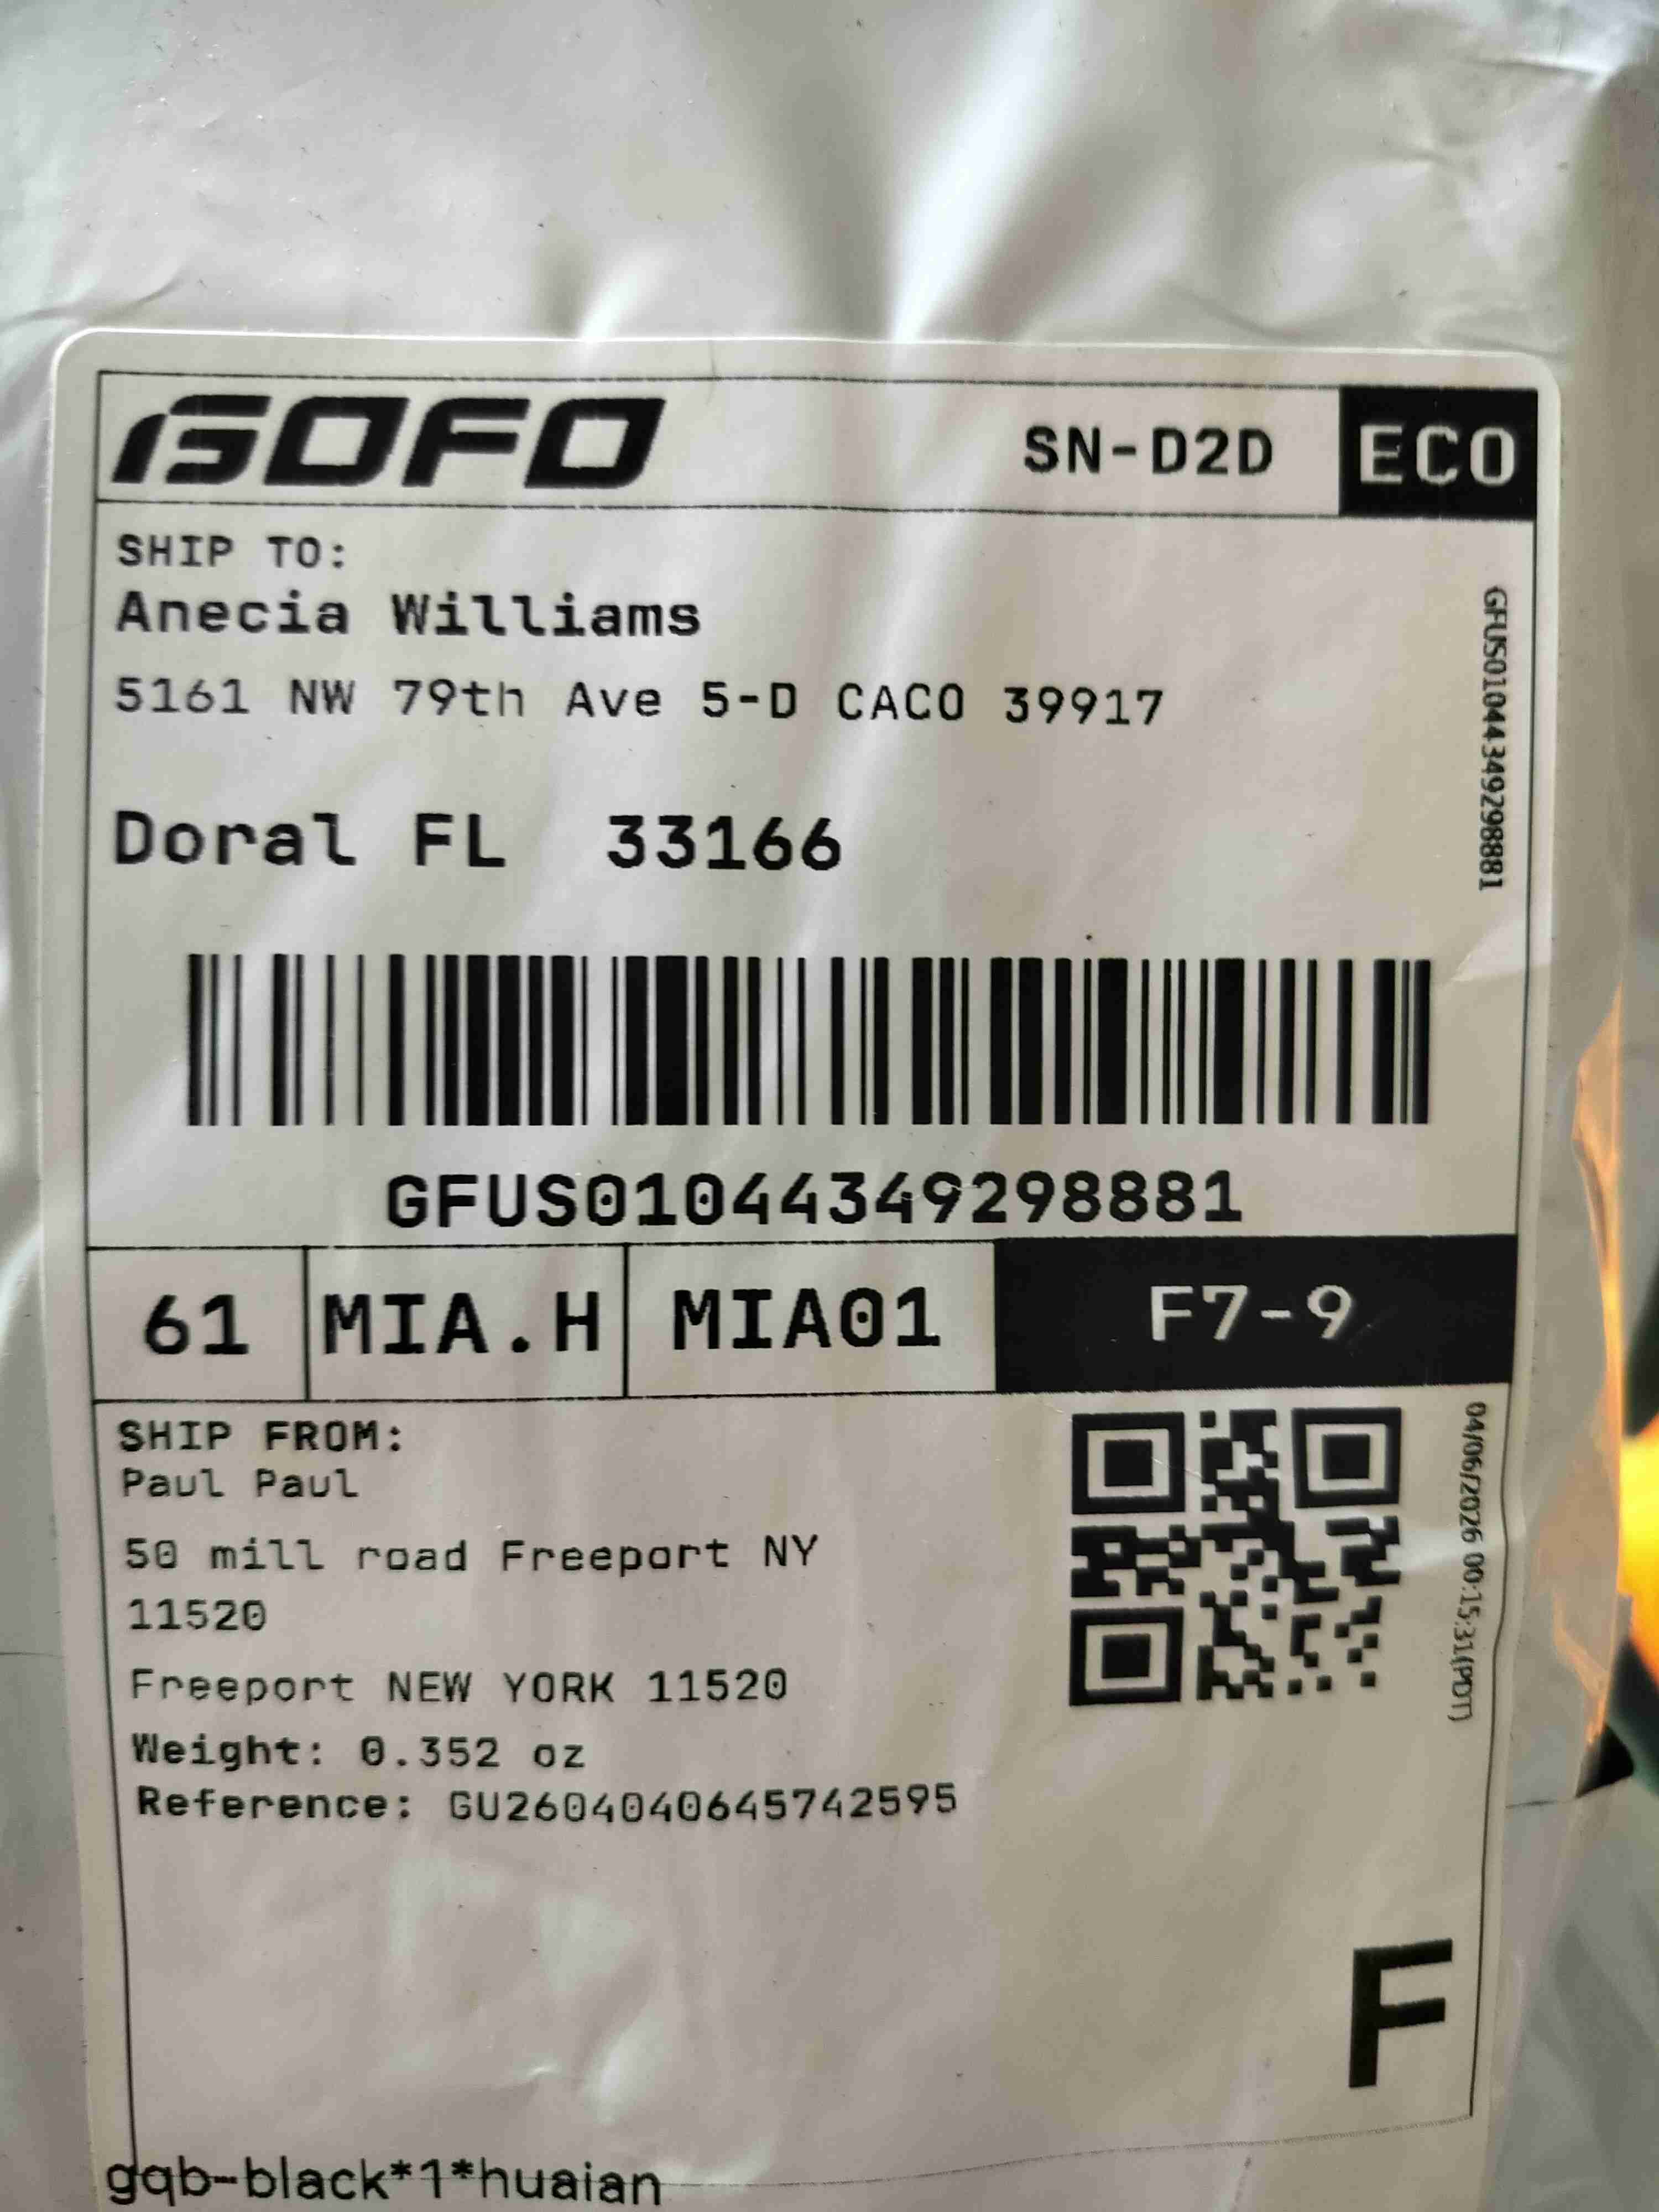 GOFO SN-D2D ECO
SHIP TO:
Anecia Williams
5161 NW 79th Ave 5-D CACO 39917
Doral FL 33166
GFUS01044349298881
GFUS01044349298881
61 MIA.H MIA01 F7-9
SHIP FROM:
Paul Paul
50 mill road Freeport NY
11520
Freeport NEW YORK 11520
Weight: 0.352 oz
Reference: GU2604040645742595
04/06/2026 00:15:31(PDT)
F
gqb-black*1*huaian